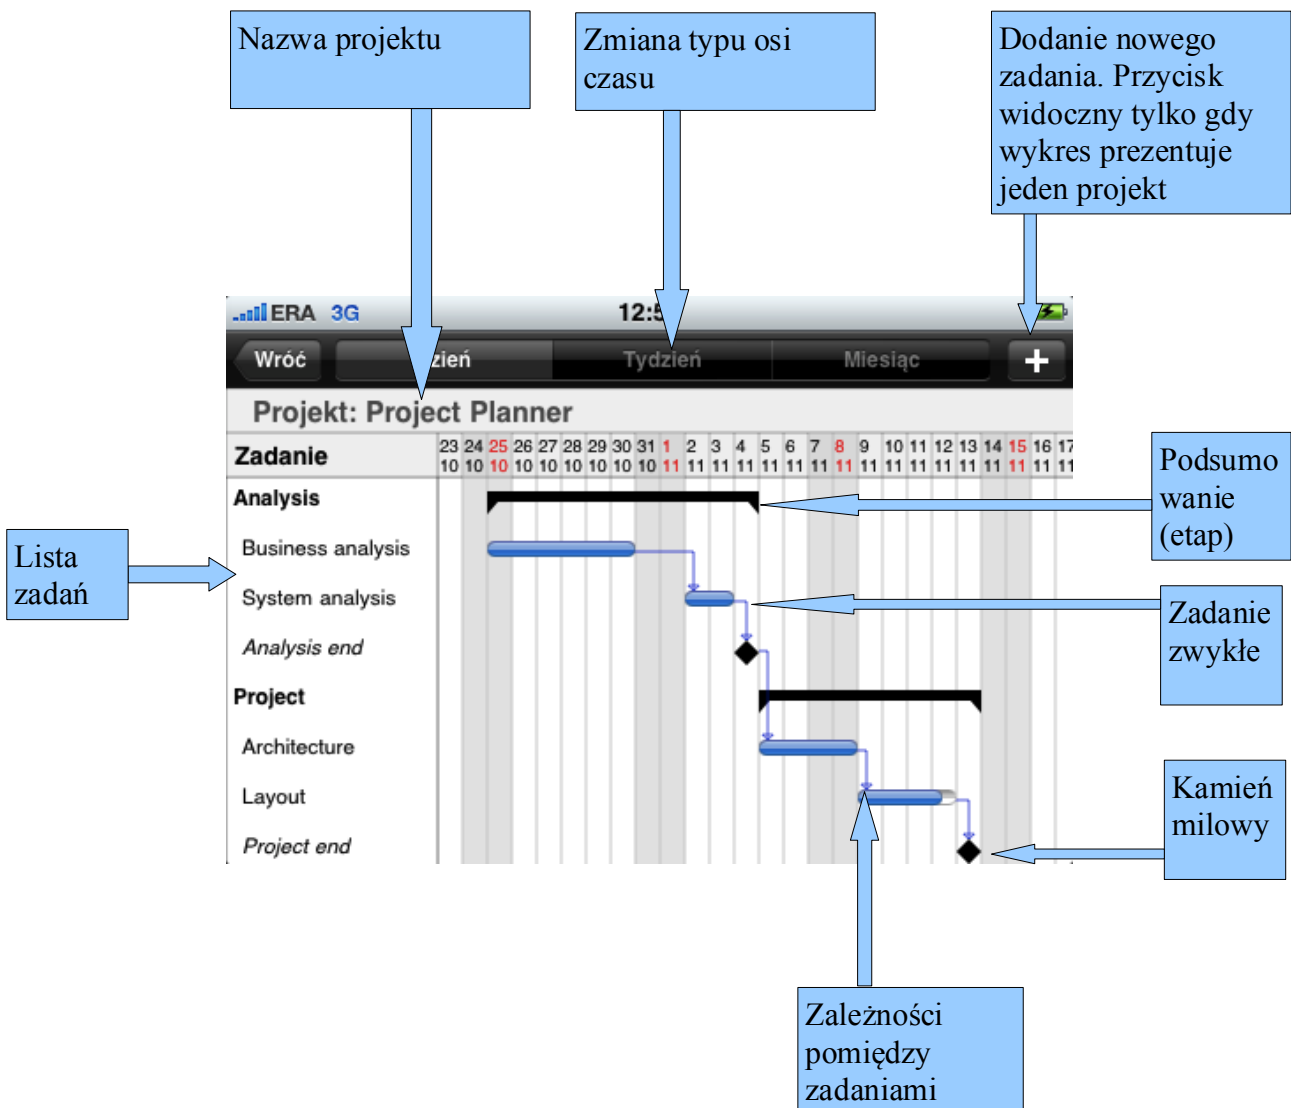 Nazwa projektu
Zmiana typu osi
czasu
Dodanie nowego
zadania. Przycisk
widoczny tylko gdy
wykres prezentuje
jeden projekt
ERA 3G
12:5
Wróć
zień
Tydzień
Miesiąc
+
Projekt: Project Planner
Zadanie
23 24 25 26 27 28 29 30 31 1 2 3 4 5 6 7 8 9 10 11 12 13 14 15 16 17
10 10 10 10 10 10 10 10 10 11 11 11 11 11 11 11 11 11 11 11 11 11 11 11 11 11
Analysis
Business analysis
System analysis
Analysis end
Project
Architecture
Layout
Project end
Lista
zadań
Podsumo
wanie
(etap)
Zadanie
zwykłe
Kamień
milowy
Zależności
pomiędzy
zadaniami